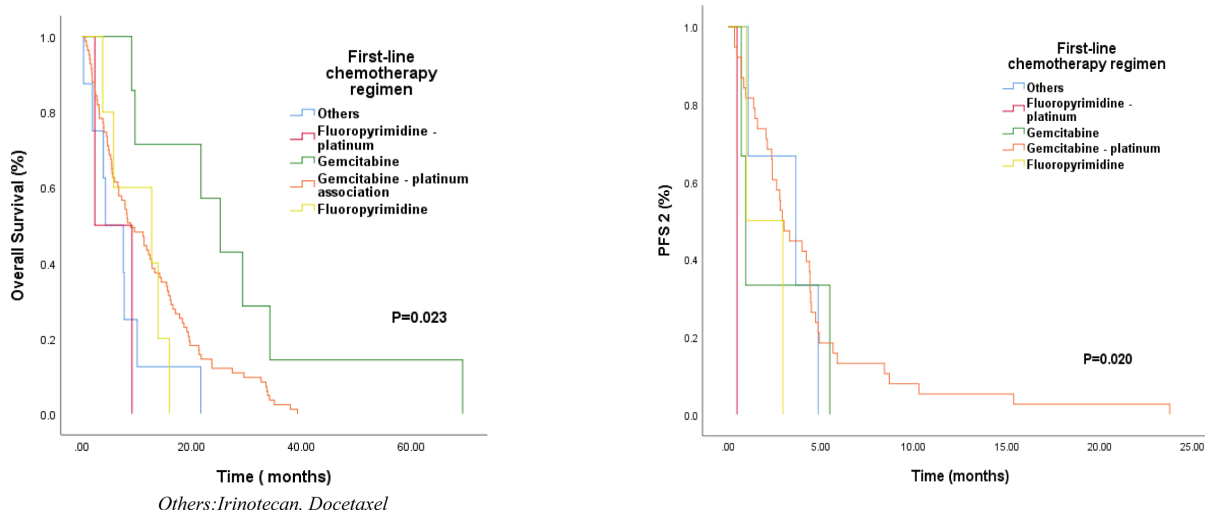 First-line
chemotherapy
regimen
Others
Fluoropyrimidine -
platinum
Gemcitabine
Gemcitabine - platinum
association
Fluoropyrimidine
P=0.023
Overall Survival (%)
1.0
0.8
0.6
0.4
0.2
0.0
.00 20.00 40.00 60.00
Time ( months)
Others:Irinotecan, Docetaxel
First-line
chemotherapy regimen
Others
Fluoropyrimidine -
platinum
Gemcitabine
Gemcitabine - platinum
Fluoropyrimidine
P=0.020
PFS 2 (%)
1.0
0.8
0.6
0.4
0.2
0.0
.00 5.00 10.00 15.00 20.00 25.00
Time (months)